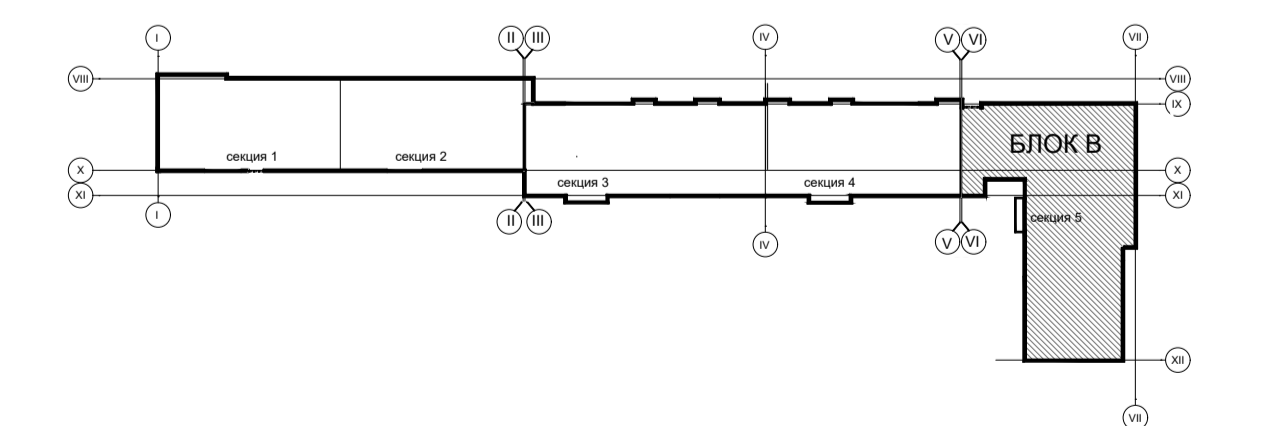 I
II III
IV
V VI
VII
VIII
VIII
IX
БЛОК В
секция 1
секция 2
X
X
секция 3
секция 4
XI
XI
секция 5
I
II III
IV
V VI
XII
VII